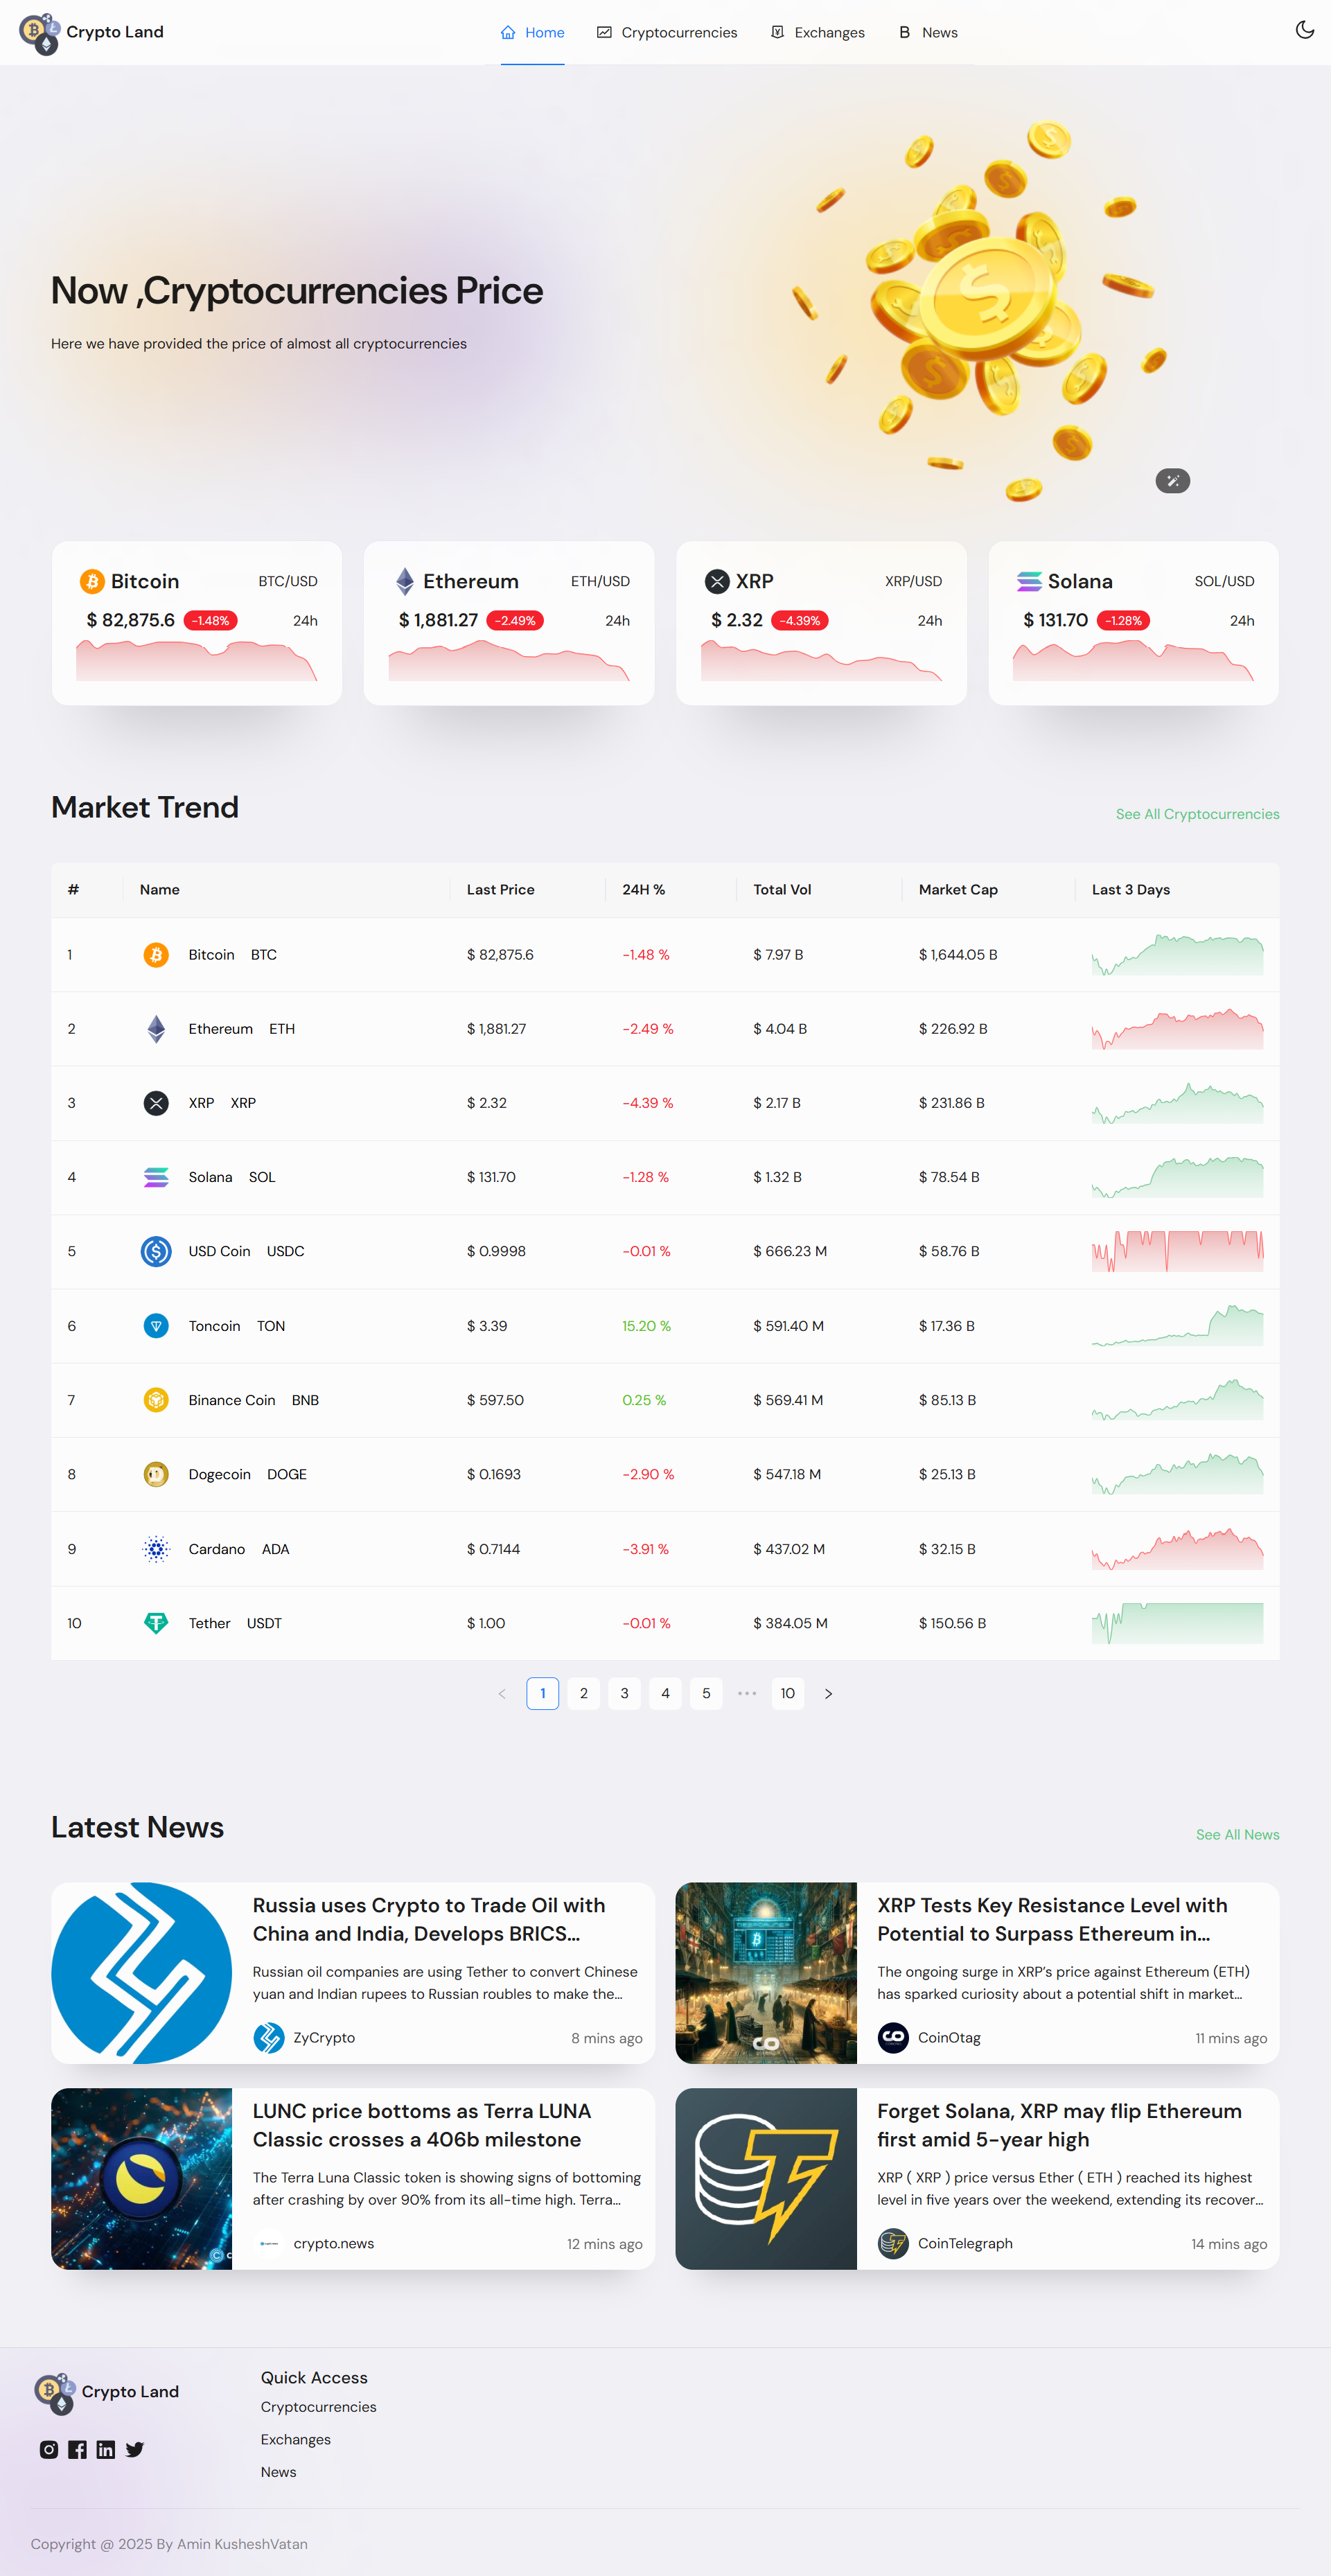 Crypto Land
Home Cryptocurrencies Exchanges News
Now ,Cryptocurrencies Price
Here we have provided the price of almost all cryptocurrencies
Bitcoin BTC/USD
$ 82,875.6 -1.48% 24h
Ethereum ETH/USD
$ 1,881.27 -2.49% 24h
XRP XRP/USD
$ 2.32 -4.39% 24h
Solana SOL/USD
$ 131.70 -1.28% 24h
Market Trend
See All Cryptocurrencies
# Name Last Price 24H % Total Vol Market Cap Last 3 Days
1 Bitcoin BTC $ 82,875.6 -1.48 % $ 7.97 B $ 1,644.05 B
2 Ethereum ETH $ 1,881.27 -2.49 % $ 4.04 B $ 226.92 B
3 XRP XRP $ 2.32 -4.39 % $ 2.17 B $ 231.86 B
4 Solana SOL $ 131.70 -1.28 % $ 1.32 B $ 78.54 B
5 USD Coin USDC $ 0.9998 -0.01 % $ 666.23 M $ 58.76 B
6 Toncoin TON $ 3.39 15.20 % $ 591.40 M $ 17.36 B
7 Binance Coin BNB $ 597.50 0.25 % $ 569.41 M $ 85.13 B
8 Dogecoin DOGE $ 0.1693 -2.90 % $ 547.18 M $ 25.13 B
9 Cardano ADA $ 0.7144 -3.91 % $ 437.02 M $ 32.15 B
10 Tether USDT $ 1.00 -0.01 % $ 384.05 M $ 150.56 B
1 2 3 4 5 ••• 10
Latest News
See All News
Russia uses Crypto to Trade Oil with
China and India, Develops BRICS...
Russian oil companies are using Tether to convert Chinese
yuan and Indian rupees to Russian roubles to make the...
ZyCrypto 8 mins ago
XRP Tests Key Resistance Level with
Potential to Surpass Ethereum in...
The ongoing surge in XRP’s price against Ethereum (ETH)
has sparked curiosity about a potential shift in market...
CoinOtag 11 mins ago
LUNC price bottoms as Terra LUNA
Classic crosses a 406b milestone
The Terra Luna Classic token is showing signs of bottoming
after crashing by over 90% from its all-time high. Terra...
crypto.news 12 mins ago
Forget Solana, XRP may flip Ethereum
first amid 5-year high
XRP ( XRP ) price versus Ether ( ETH ) reached its highest
level in five years over the weekend, extending its recover...
CoinTelegraph 14 mins ago
Crypto Land
Quick Access
Cryptocurrencies
Exchanges
News
Copyright @ 2025 By Amin KusheshVatan